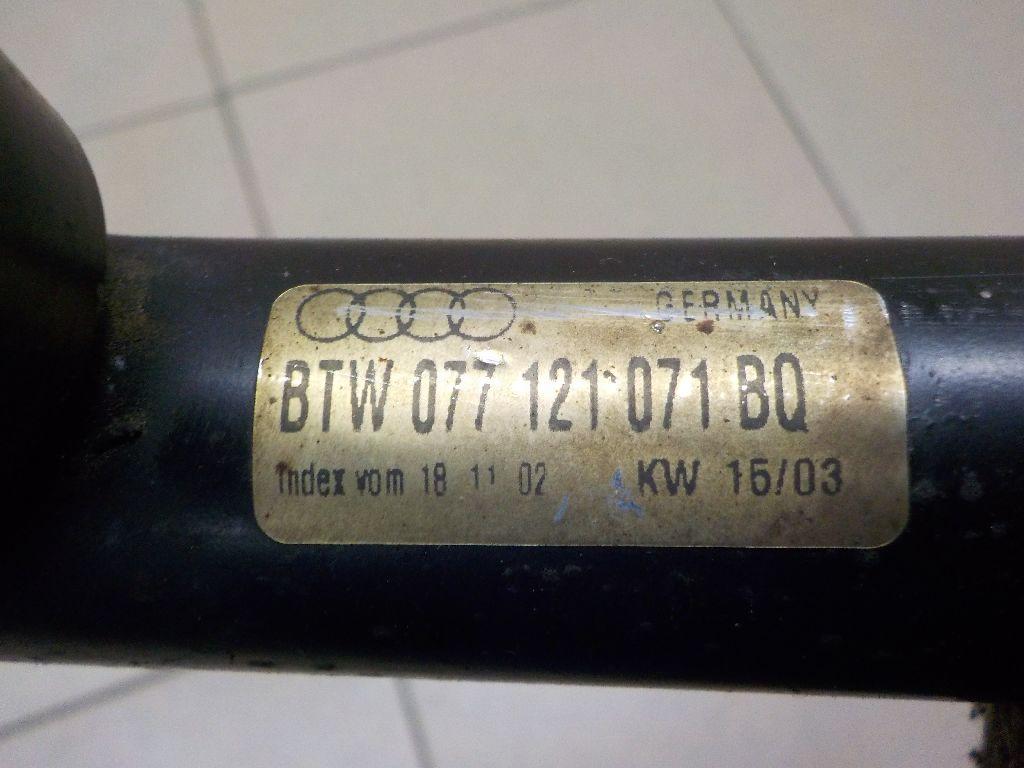 GERMANY
BTW 077 121 071 BQ
Index vom 18 11 02 KW 15/03